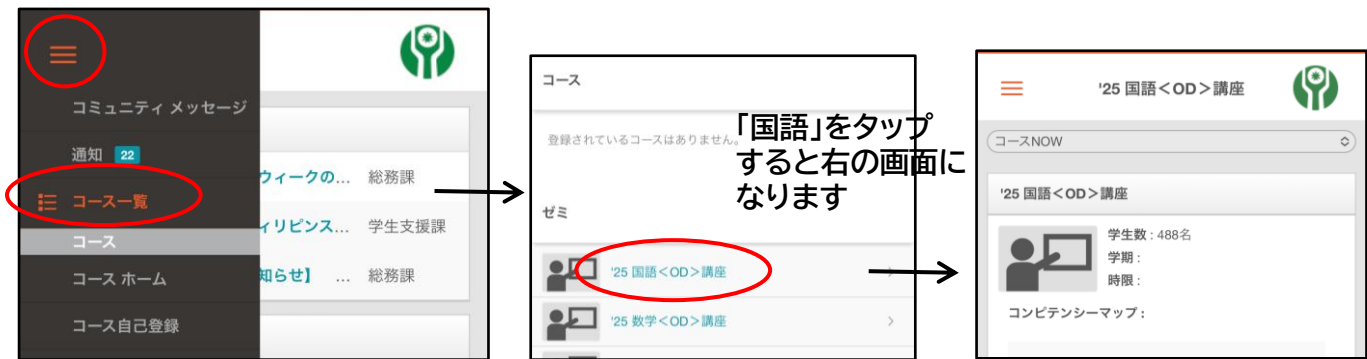 コミュニティ メッセージ
通知 22
コース一覧
コース
コース ホーム
コース自己登録
ウィークの... 総務課
ィリピンス... 学生支援課
知らせ】 ... 総務課
コース
登録されているコースはありません。
ゼミ
'25 国語<OD>講座
'25 数学<OD>講座
「国語」をタップ
すると右の画面に
なります
'25 国語<OD>講座
コースNOW
'25 国語<OD>講座
学生数 : 488名
学期 :
時限 :
コンピテンシーマップ :